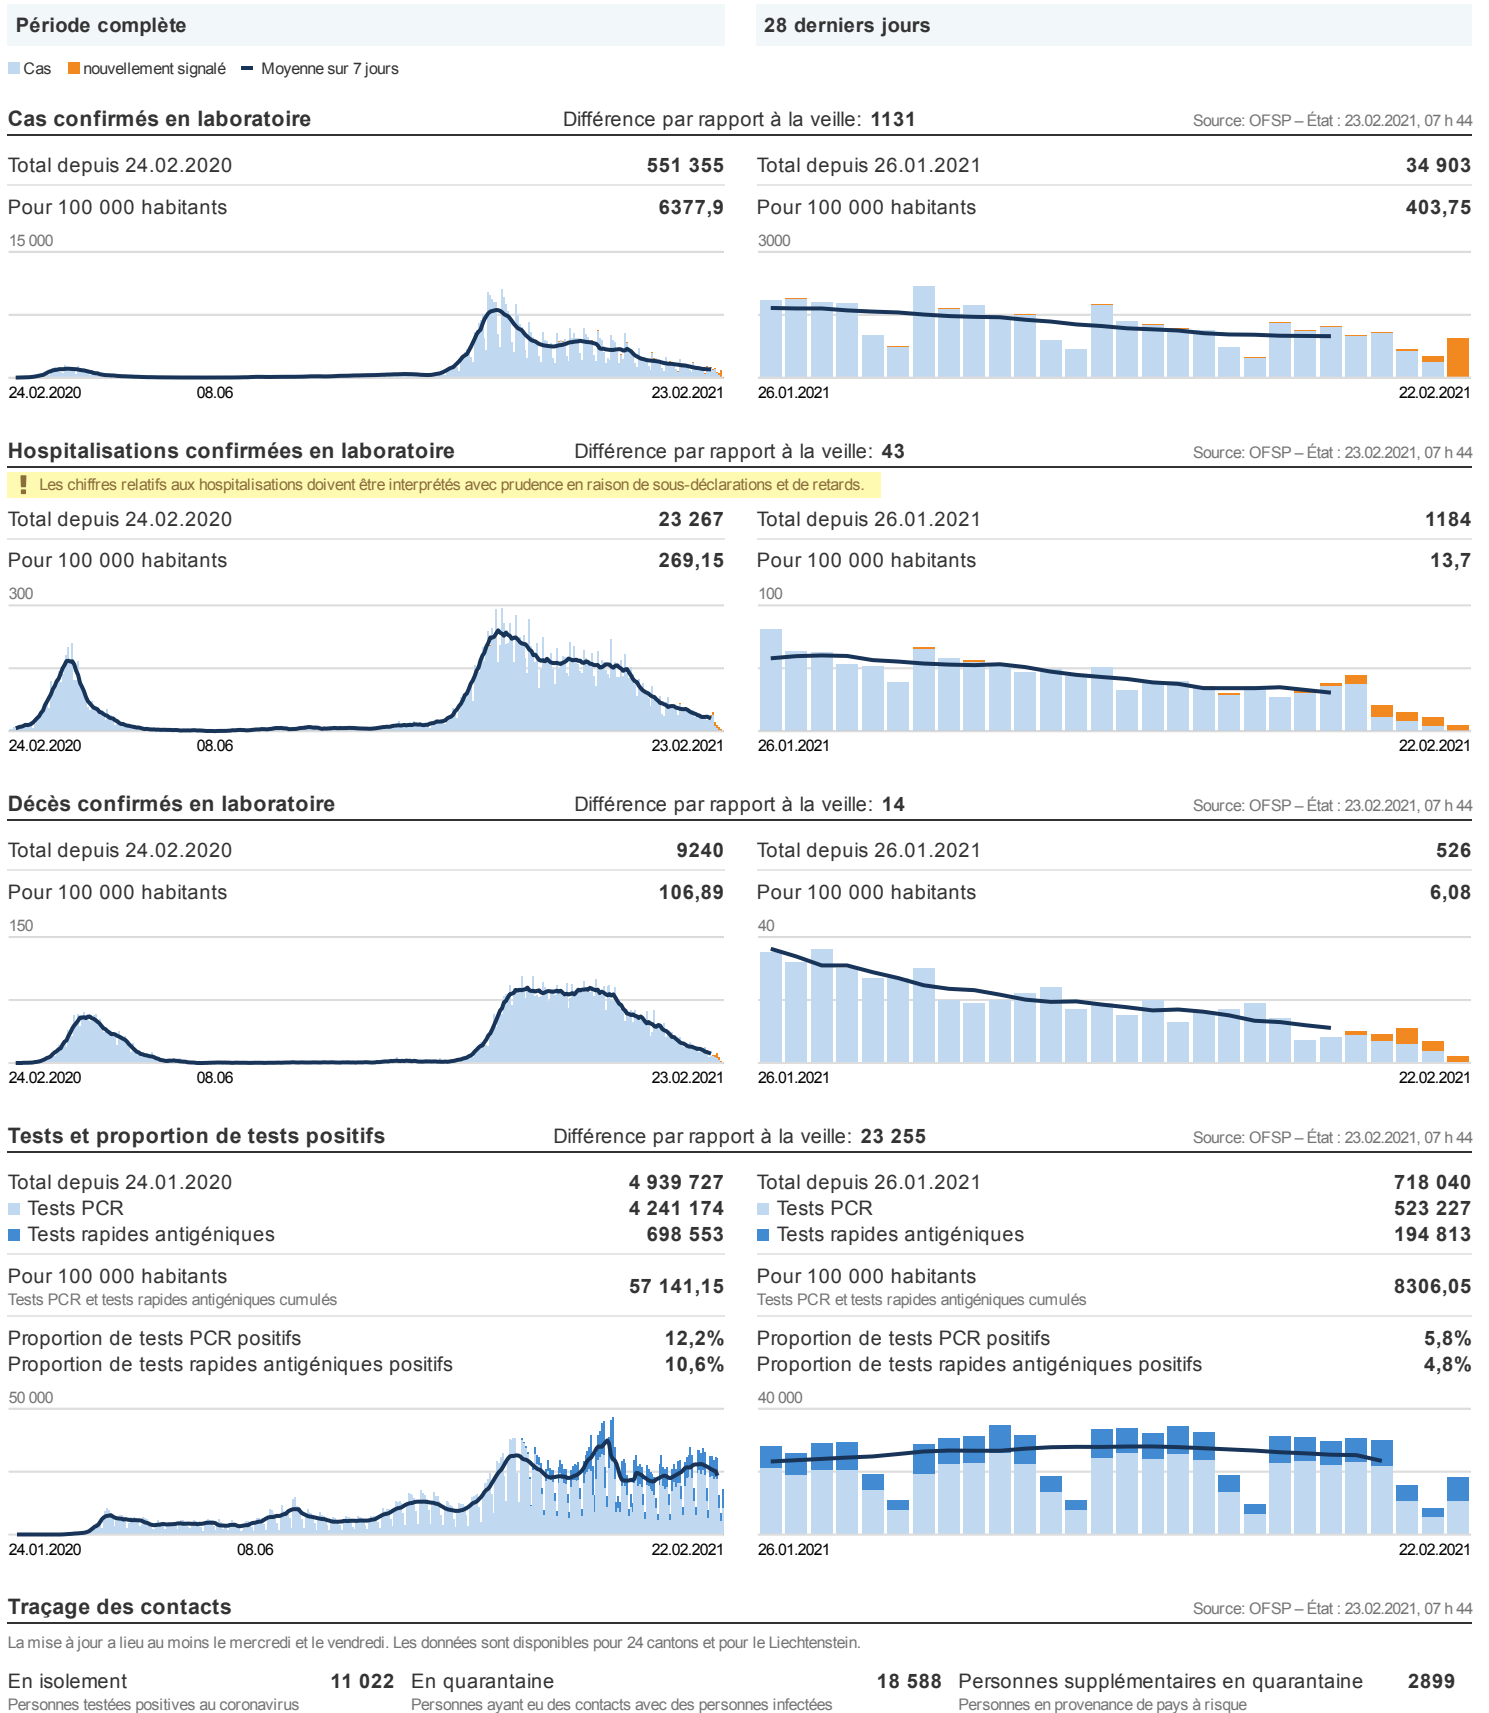 Période complète
28 derniers jours
Cas nouvellement signalé Moyenne sur 7 jours
Cas confirmés en laboratoire Différence par rapport à la veille: 1131 Source: OFSP – État : 23.02.2021, 07 h 44
Total depuis 24.02.2020 551 355
Pour 100 000 habitants 6377,9
15 000
24.02.2020 08.06 23.02.2021
Total depuis 26.01.2021 34 903
Pour 100 000 habitants 403,75
3000
26.01.2021 22.02.2021
Hospitalisations confirmées en laboratoire Différence par rapport à la veille: 43 Source: OFSP – État : 23.02.2021, 07 h 44
! Les chiffres relatifs aux hospitalisations doivent être interprétés avec prudence en raison de sous-déclarations et de retards.
Total depuis 24.02.2020 23 267
Pour 100 000 habitants 269,15
300
24.02.2020 08.06 23.02.2021
Total depuis 26.01.2021 1184
Pour 100 000 habitants 13,7
100
26.01.2021 22.02.2021
Décès confirmés en laboratoire Différence par rapport à la veille: 14 Source: OFSP – État : 23.02.2021, 07 h 44
Total depuis 24.02.2020 9240
Pour 100 000 habitants 106,89
150
24.02.2020 08.06 23.02.2021
Total depuis 26.01.2021 526
Pour 100 000 habitants 6,08
40
26.01.2021 22.02.2021
Tests et proportion de tests positifs Différence par rapport à la veille: 23 255 Source: OFSP – État : 23.02.2021, 07 h 44
Total depuis 24.01.2020 4 939 727
Tests PCR 4 241 174
Tests rapides antigéniques 698 553
Pour 100 000 habitants 57 141,15
Tests PCR et tests rapides antigéniques cumulés
Proportion de tests PCR positifs 12,2%
Proportion de tests rapides antigéniques positifs 10,6%
50 000
24.01.2020 08.06 22.02.2021
Total depuis 26.01.2021 718 040
Tests PCR 523 227
Tests rapides antigéniques 194 813
Pour 100 000 habitants 8306,05
Tests PCR et tests rapides antigéniques cumulés
Proportion de tests PCR positifs 5,8%
Proportion de tests rapides antigéniques positifs 4,8%
40 000
26.01.2021 22.02.2021
Traçage des contacts Source: OFSP – État : 23.02.2021, 07 h 44
La mise à jour a lieu au moins le mercredi et le vendredi. Les données sont disponibles pour 24 cantons et pour le Liechtenstein.
En isolement 11 022
Personnes testées positives au coronavirus
En quarantaine 18 588
Personnes ayant eu des contacts avec des personnes infectées
Personnes supplémentaires en quarantaine 2899
Personnes en provenance de pays à risque